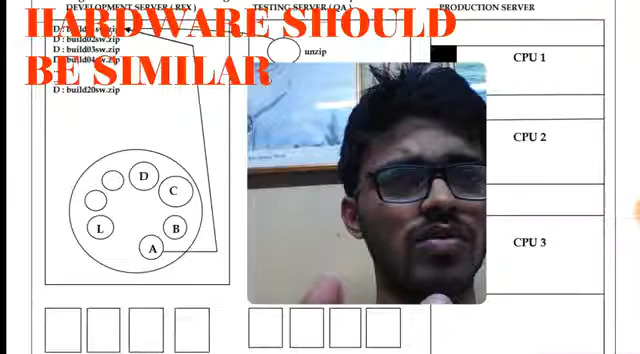 DEVELOPMENT SERVER ( REX )
TESTING SERVER ( QA )
PRODUCTION SERVER
HARDWARE SHOULD
BE SIMILAR
D : build02sw.zip
D : build03sw.zip
D : build20sw.zip
unzip
CPU 1
CPU 2
CPU 3
D
C
L
B
A